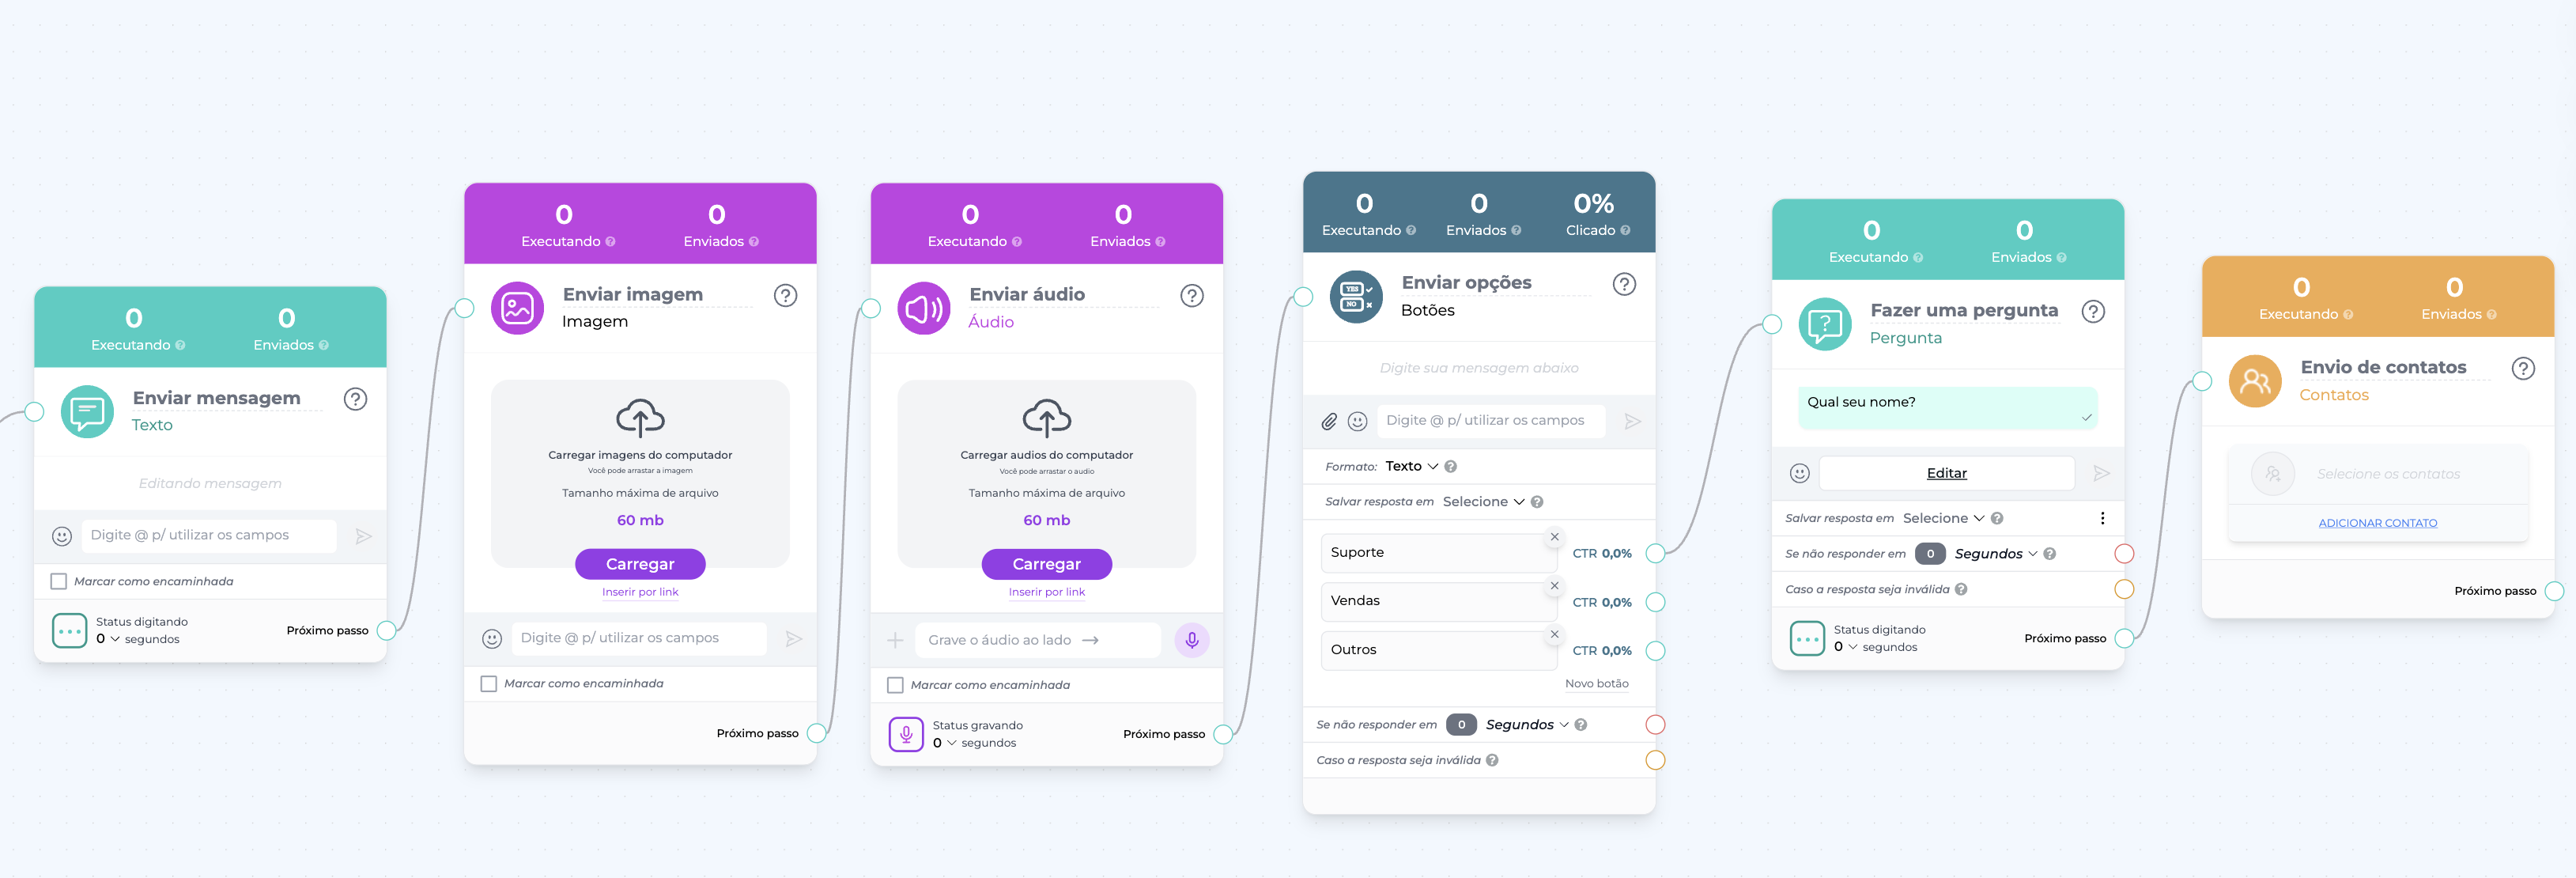 0 0
Executando Enviados
Enviar mensagem
Texto
Editando mensagem
Digite @ p/ utilizar os campos
Marcar como encaminhada
Status digitando
0 segundos
Próximo passo
0 0
Executando Enviados
Enviar imagem
Imagem
Carregar imagens do computador
Você pode arrastar a imagem
Tamanho máxima de arquivo
60 mb
Carregar
Inserir por link
Digite @ p/ utilizar os campos
Marcar como encaminhada
Próximo passo
0 0
Executando Enviados
Enviar áudio
Áudio
Carregar audios do computador
Você pode arrastar o audio
Tamanho máxima de arquivo
60 mb
Carregar
Inserir por link
Grave o áudio ao lado
Marcar como encaminhada
Status gravando
0 segundos
Próximo passo
0 0 0%
Executando Enviados Clicado
YES
NO
Enviar opções
Botões
Digite sua mensagem abaixo
Digite @ p/ utilizar os campos
Formato: Texto
Salvar resposta em Selecione
Suporte CTR 0,0%
Vendas CTR 0,0%
Outros CTR 0,0%
Novo botão
Se não responder em 0 Segundos
Caso a resposta seja inválida
0 0
Executando Enviados
Fazer uma pergunta
Pergunta
Qual seu nome?
Editar
Salvar resposta em Selecione
Se não responder em 0 Segundos
Caso a resposta seja inválida
Status digitando
0 segundos
Próximo passo
0 0
Executando Enviados
Envio de contatos
Contatos
Selecione os contatos
ADICIONAR CONTATO
Próximo passo